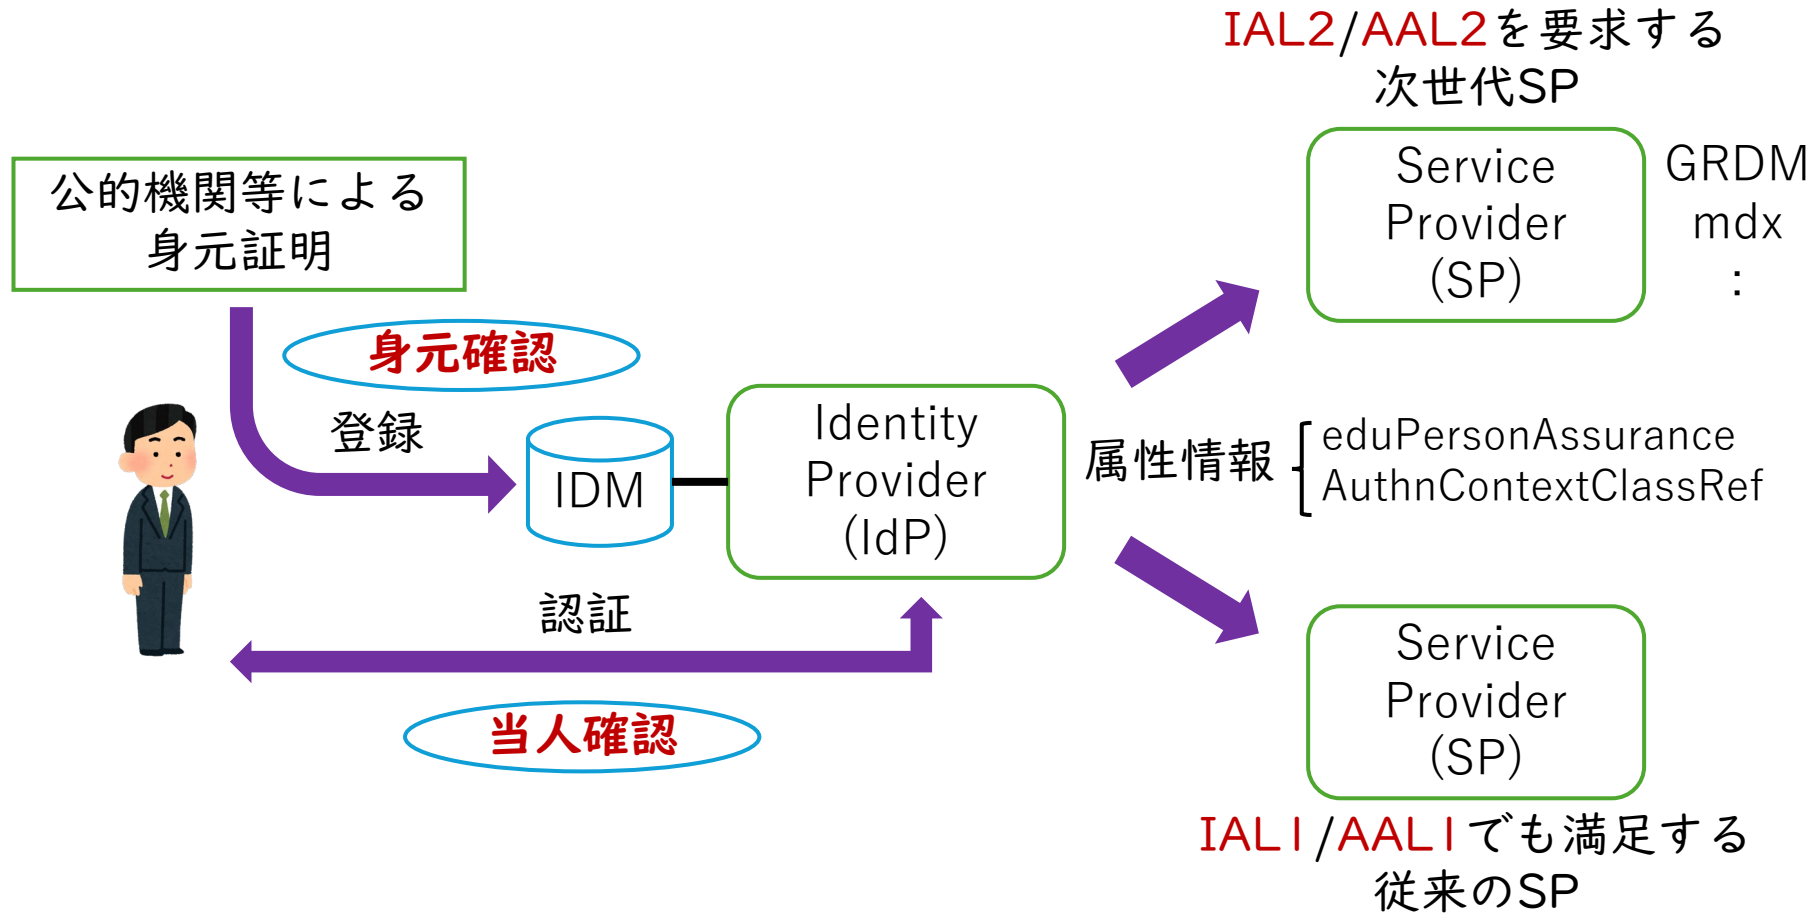 IAL2/AAL2を要求する
次世代SP
公的機関等による
身元証明
Service
Provider
(SP)
GRDM
mdx
:
身元確認
登録
IDM
Identity
Provider
(IdP)
属性情報
eduPersonAssurance
AuthnContextClassRef
認証
当人確認
Service
Provider
(SP)
IAL1/AAL1でも満足する
従来のSP